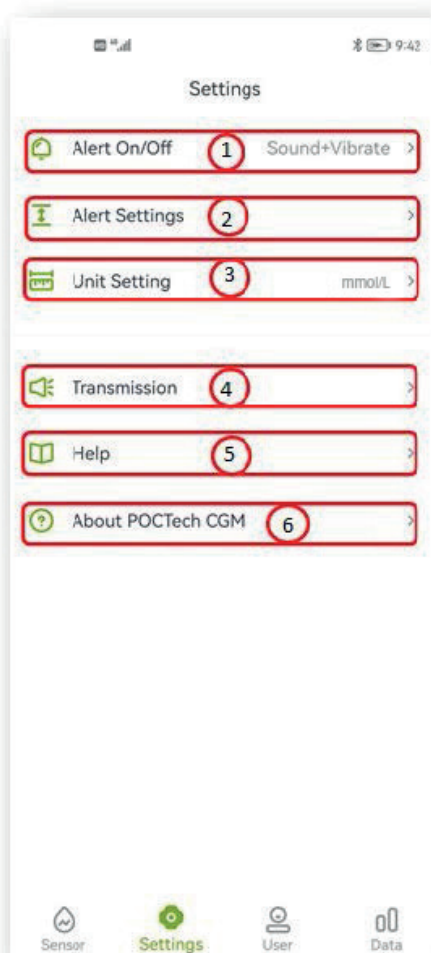 9:42
Settings
Alert On/Off 1 Sound+Vibrate >
Alert Settings 2 >
Unit Setting 3 mmol/L >
Transmission 4 >
Help 5 >
About POCTech CGM 6 >
Sensor Settings User Data